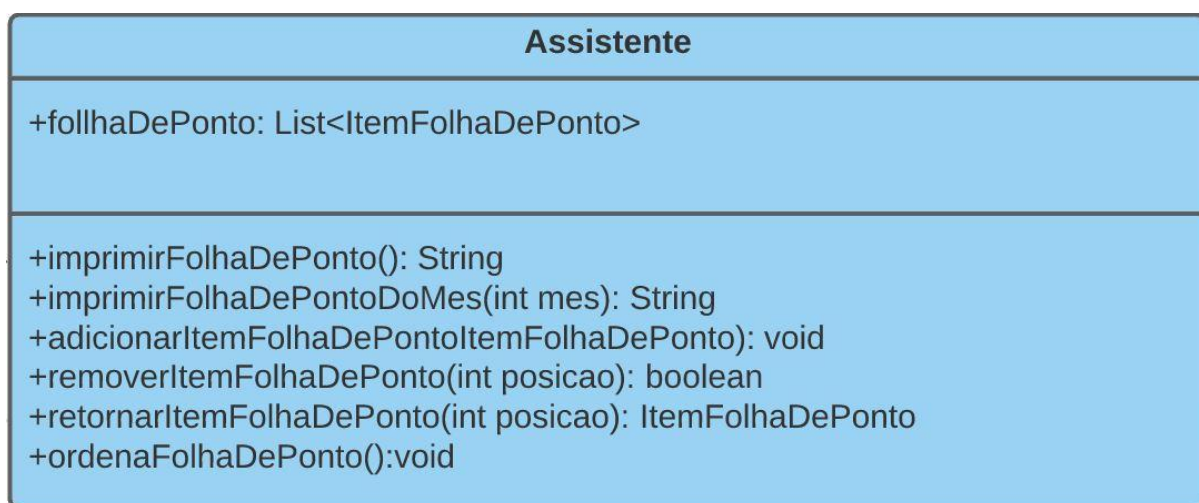 Assistente
+follhaDePonto: List<ItemFolhaDePonto>
+imprimirFolhaDePonto(): String
+imprimirFolhaDePontoDoMes(int mes): String
+adicionarItemFolhaDePontoItemFolhaDePonto): void
+removerItemFolhaDePonto(int posicao): boolean
+retornarItemFolhaDePonto(int posicao): ItemFolhaDePonto
+ordenaFolhaDePonto():void